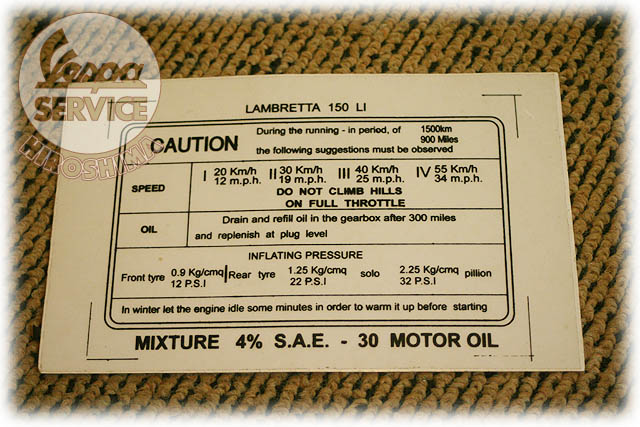 Vespa
SERVICE
HIROSHIMA
LAMBRETTA 150 LI
CAUTION
During the running - in period, of 1500km
900 Miles
the following suggestions must be observed
SPEED
I 20 Km/h 12 m.p.h. II 30 Km/h 19 m.p.h. III 40 Km/h 25 m.p.h. IV 55 Km/h 34 m.p.h.
DO NOT CLIMB HILLS
ON FULL THROTTLE
OIL
Drain and refill oil in the gearbox after 300 miles
and replenish at plug level
INFLATING PRESSURE
Front tyre 0.9 Kg/cmq 12 P.S.I Rear tyre 1.25 Kg/cmq 22 P.S.I solo 2.25 Kg/cmq 32 P.S.I pillion
In winter let the engine idle some minutes in order to warm it up before starting
MIXTURE 4% S.A.E. - 30 MOTOR OIL